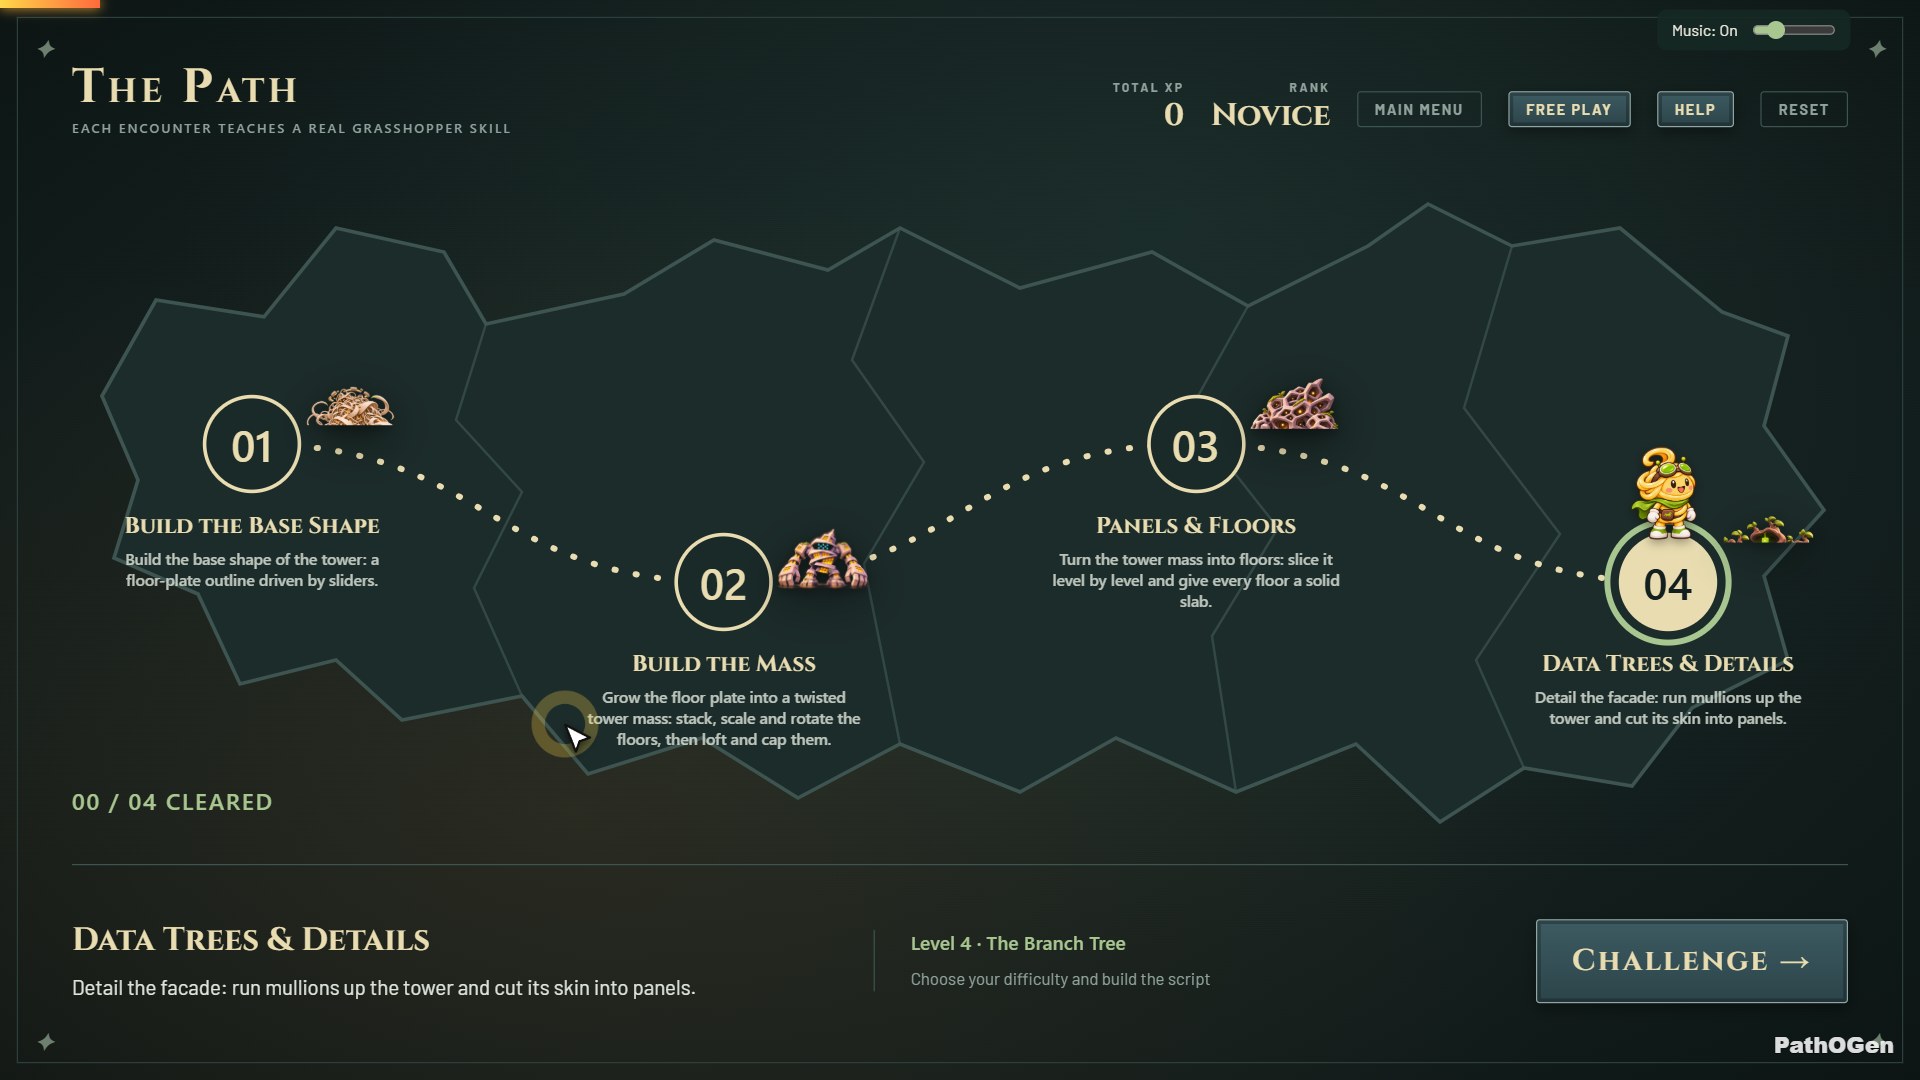 Music: On
The Path
EACH ENCOUNTER TEACHES A REAL GRASSHOPPER SKILL
TOTAL XP
0
RANK
Novice
MAIN MENU
FREE PLAY
HELP
RESET
01
Build the Base Shape
Build the base shape of the tower: a
floor-plate outline driven by sliders.
02
Build the Mass
Grow the floor plate into a twisted
tower mass: stack, scale and rotate the
floors, then loft and cap them.
03
Panels & Floors
Turn the tower mass into floors: slice it
level by level and give every floor a solid
slab.
04
Data Trees & Details
Detail the facade: run mullions up the
tower and cut its skin into panels.
00 / 04 CLEARED
Data Trees & Details
Detail the facade: run mullions up the tower and cut its skin into panels.
Level 4 · The Branch Tree
Choose your difficulty and build the script
Challenge →
PathOGen